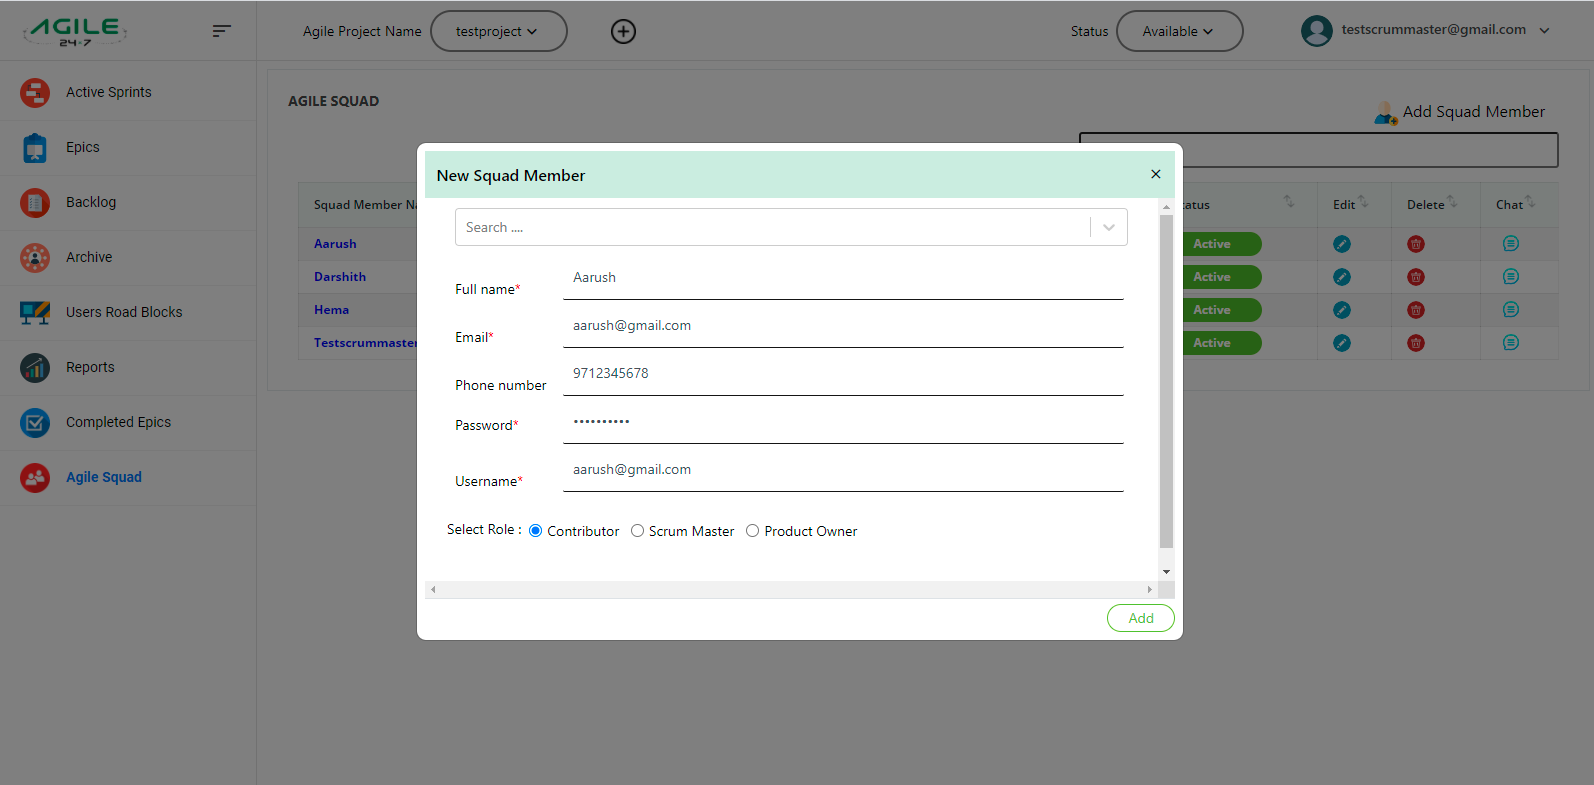 AGILE
24×7
Agile Project Name testproject
Status Available
testscrummaster@gmail.com
Active Sprints
Epics
Backlog
Archive
Users Road Blocks
Reports
Completed Epics
Agile Squad
AGILE SQUAD
Add Squad Member
Squad Member Edit Delete Chat
Aarush Active
Darshith Active
Hema Active
Testscrummaster Active
New Squad Member ×
Search ....
Full name* Aarush
Email* aarush@gmail.com
Phone number 9712345678
Password* ••••••••••
Username* aarush@gmail.com
Select Role : Contributor Scrum Master Product Owner
Add